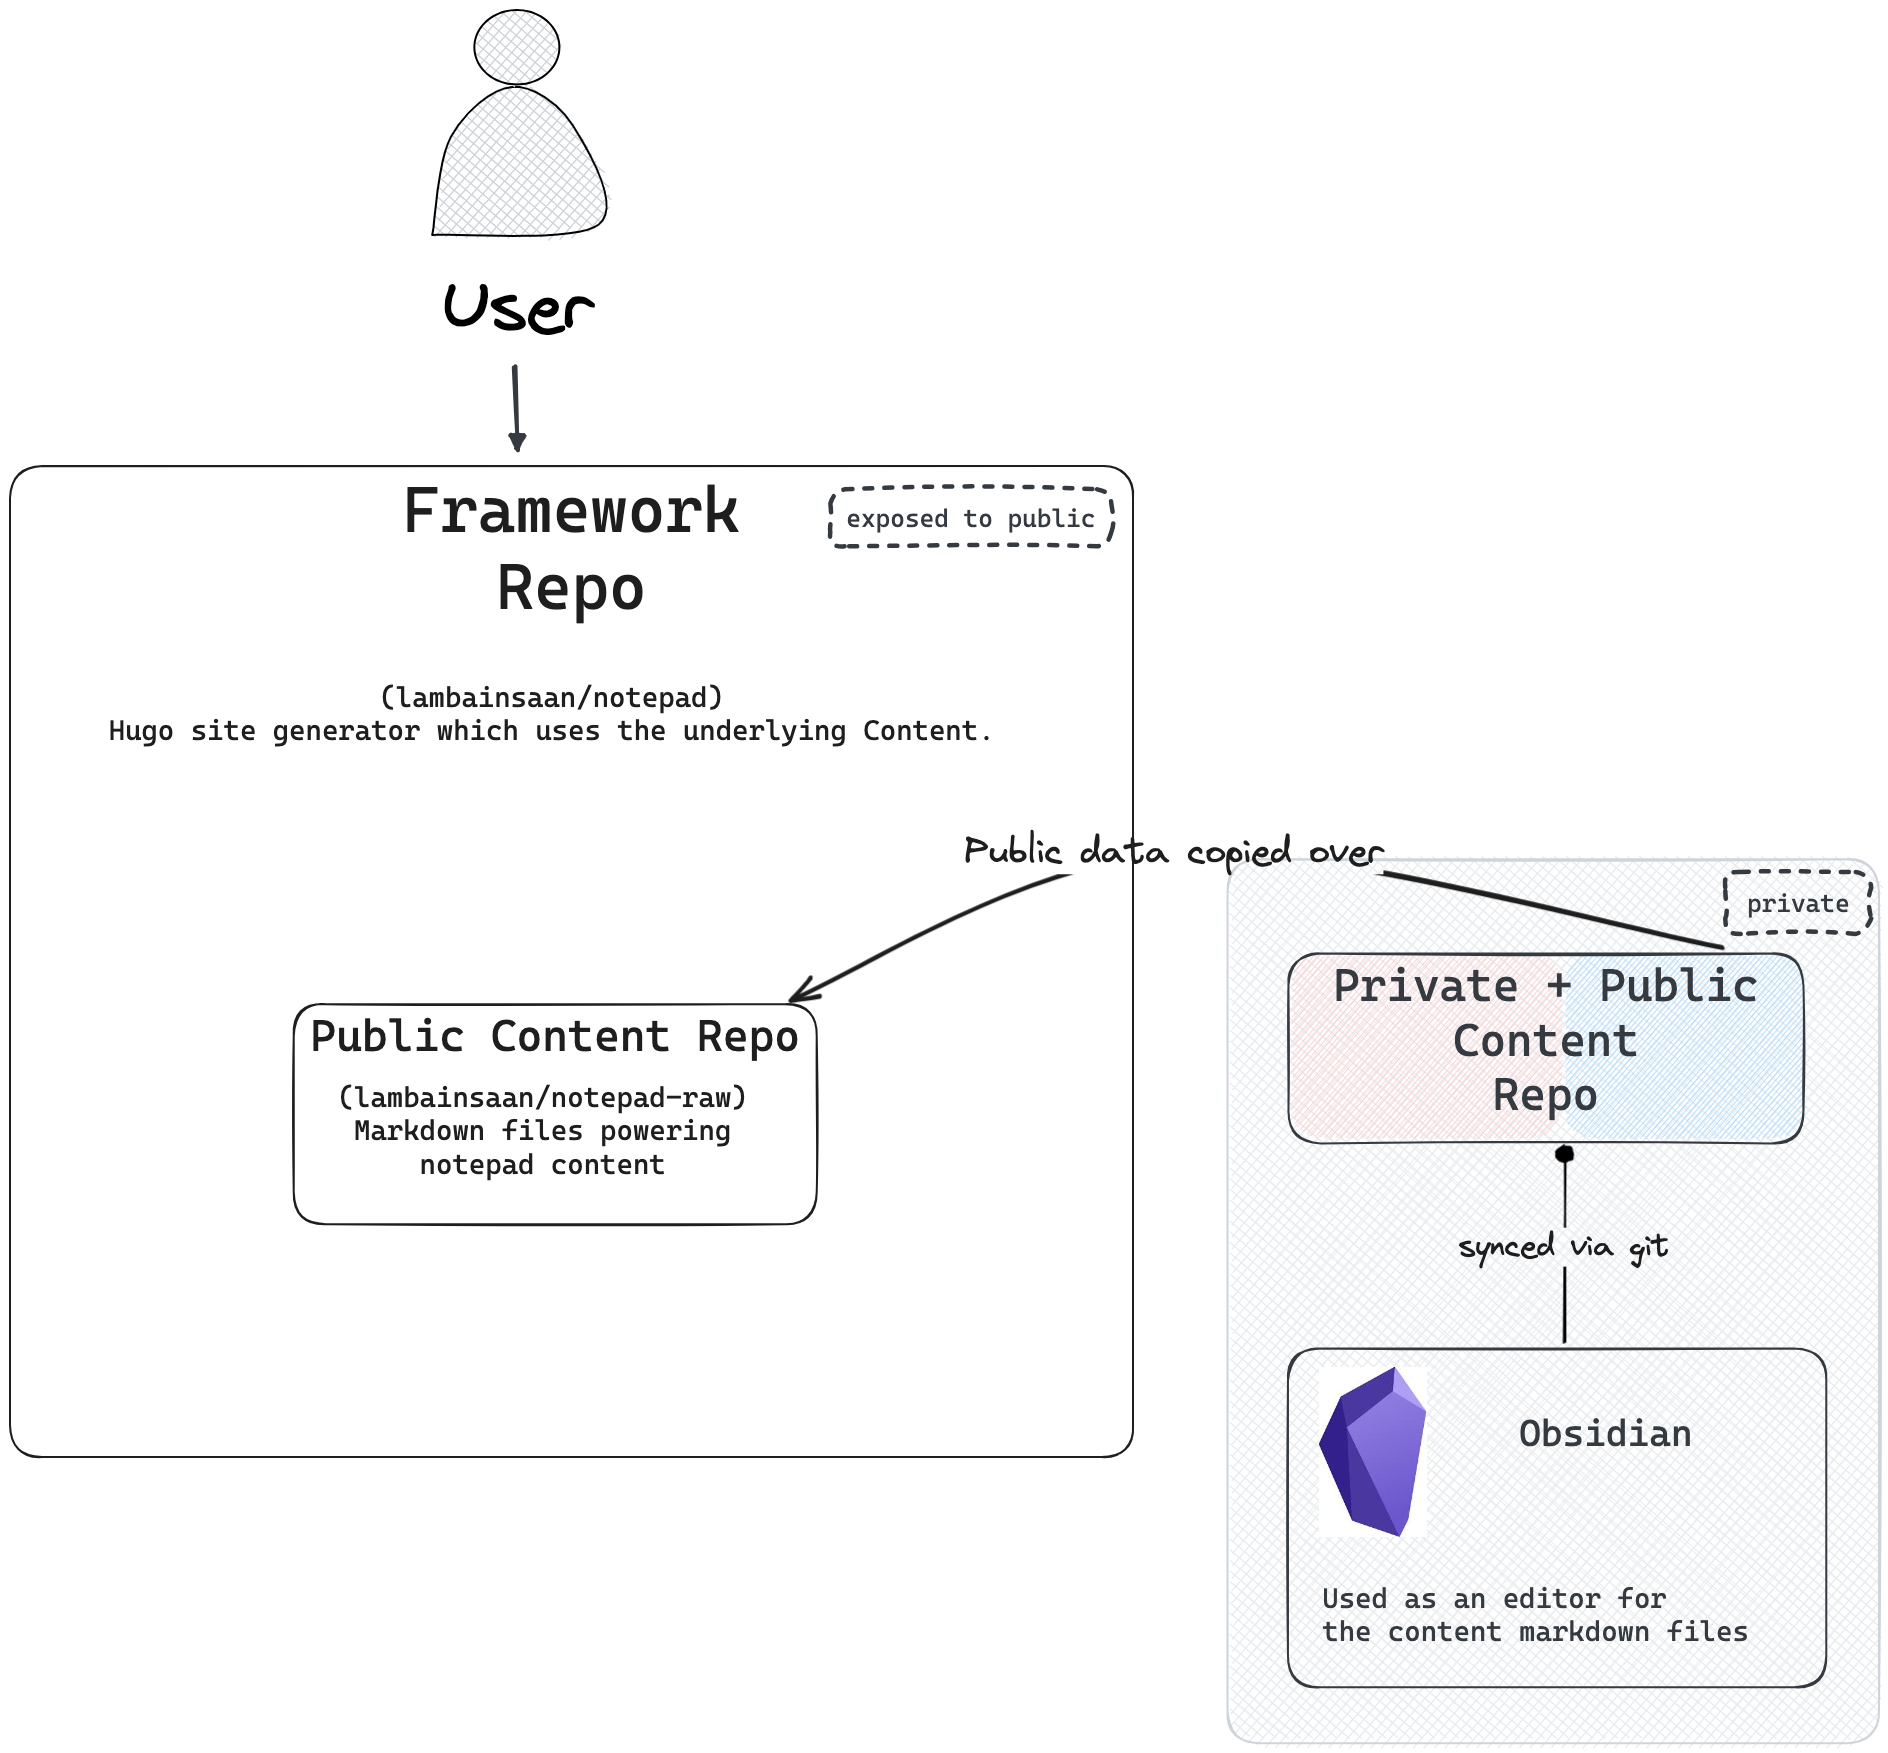 User
Framework
Repo
exposed to public
(lambainsaan/notepad)
Hugo site generator which uses the underlying Content.
Public data copied over
private
Private + Public
Content
Repo
Public Content Repo
(lambainsaan/notepad-raw)
Markdown files powering
notepad content
synced via git
Obsidian
Used as an editor for
the content markdown files